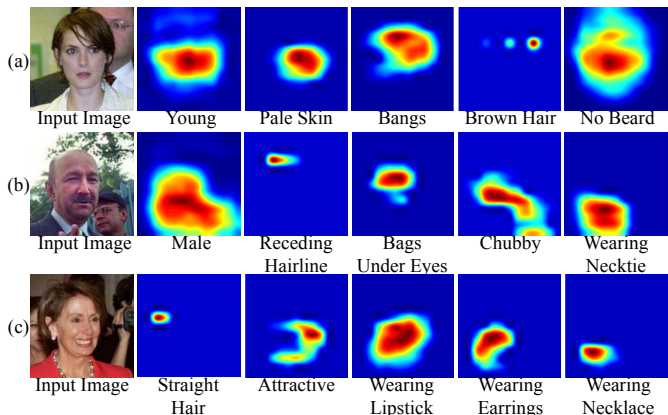 (a)
Input Image Young Pale Skin Bangs Brown Hair No Beard
(b)
Input Image Male Receding Hairline Bags Under Eyes Chubby Wearing Necktie
(c)
Input Image Straight Hair Attractive Wearing Lipstick Wearing Earrings Wearing Necklace